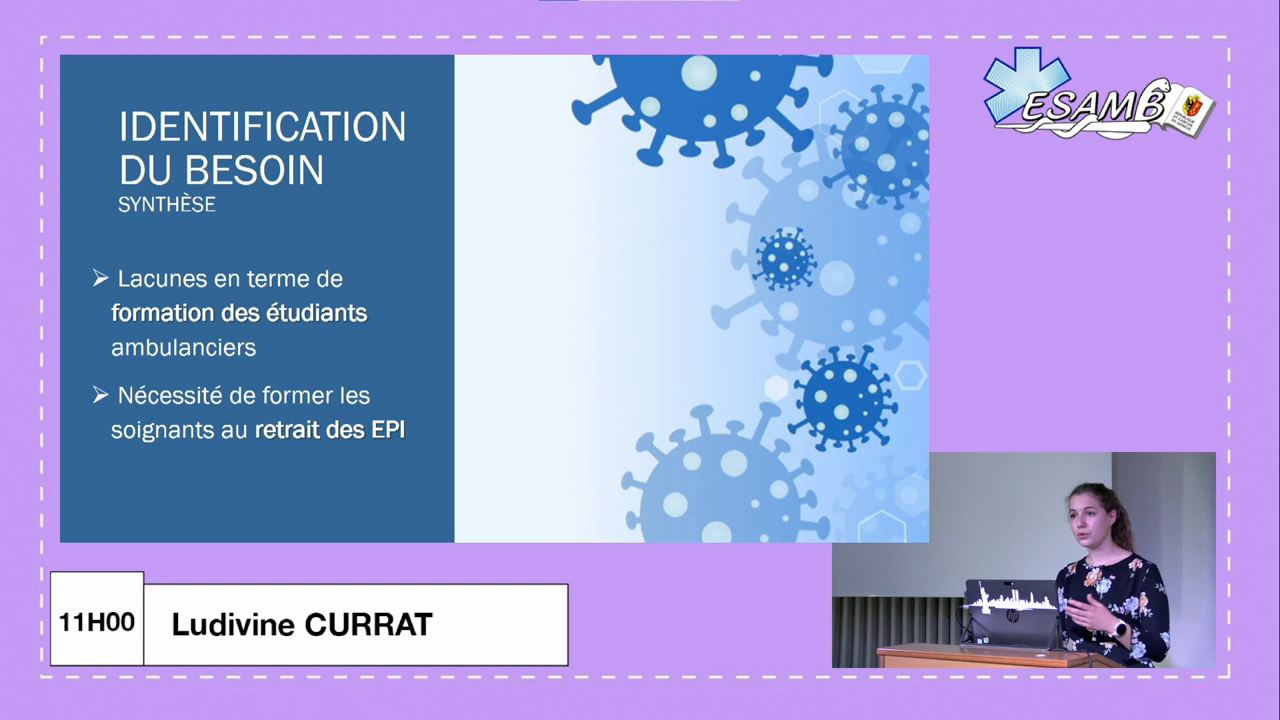 IDENTIFICATION
DU BESOIN
SYNTHÈSE
➢ Lacunes en terme de
formation des étudiants
ambulanciers
➢ Nécessité de former les
soignants au retrait des EPI
ESAMB
11H00
Ludivine CURRAT
hp